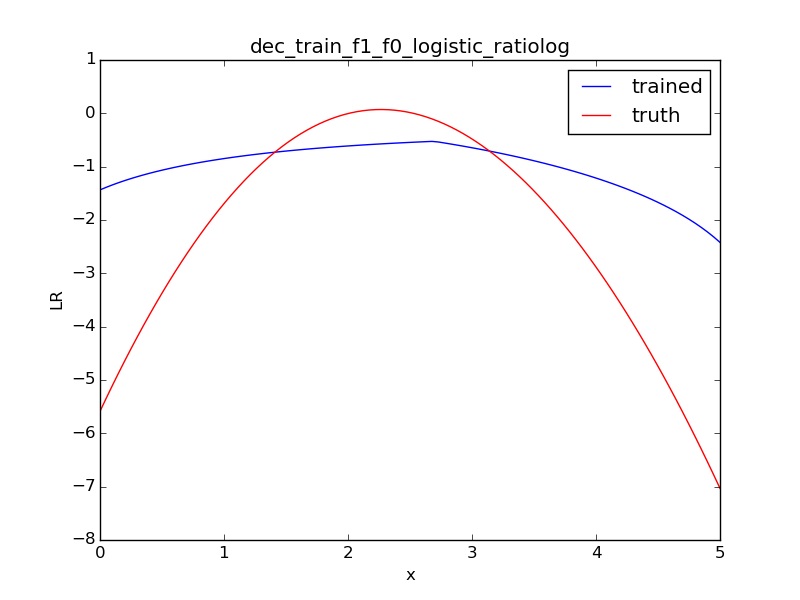 dec_train_f1_f0_logistic_ratiolog
trained
truth
1
0
−1
−2
−3
−4
−5
−6
−7
−8
LR
0 1 2 3 4 5
x